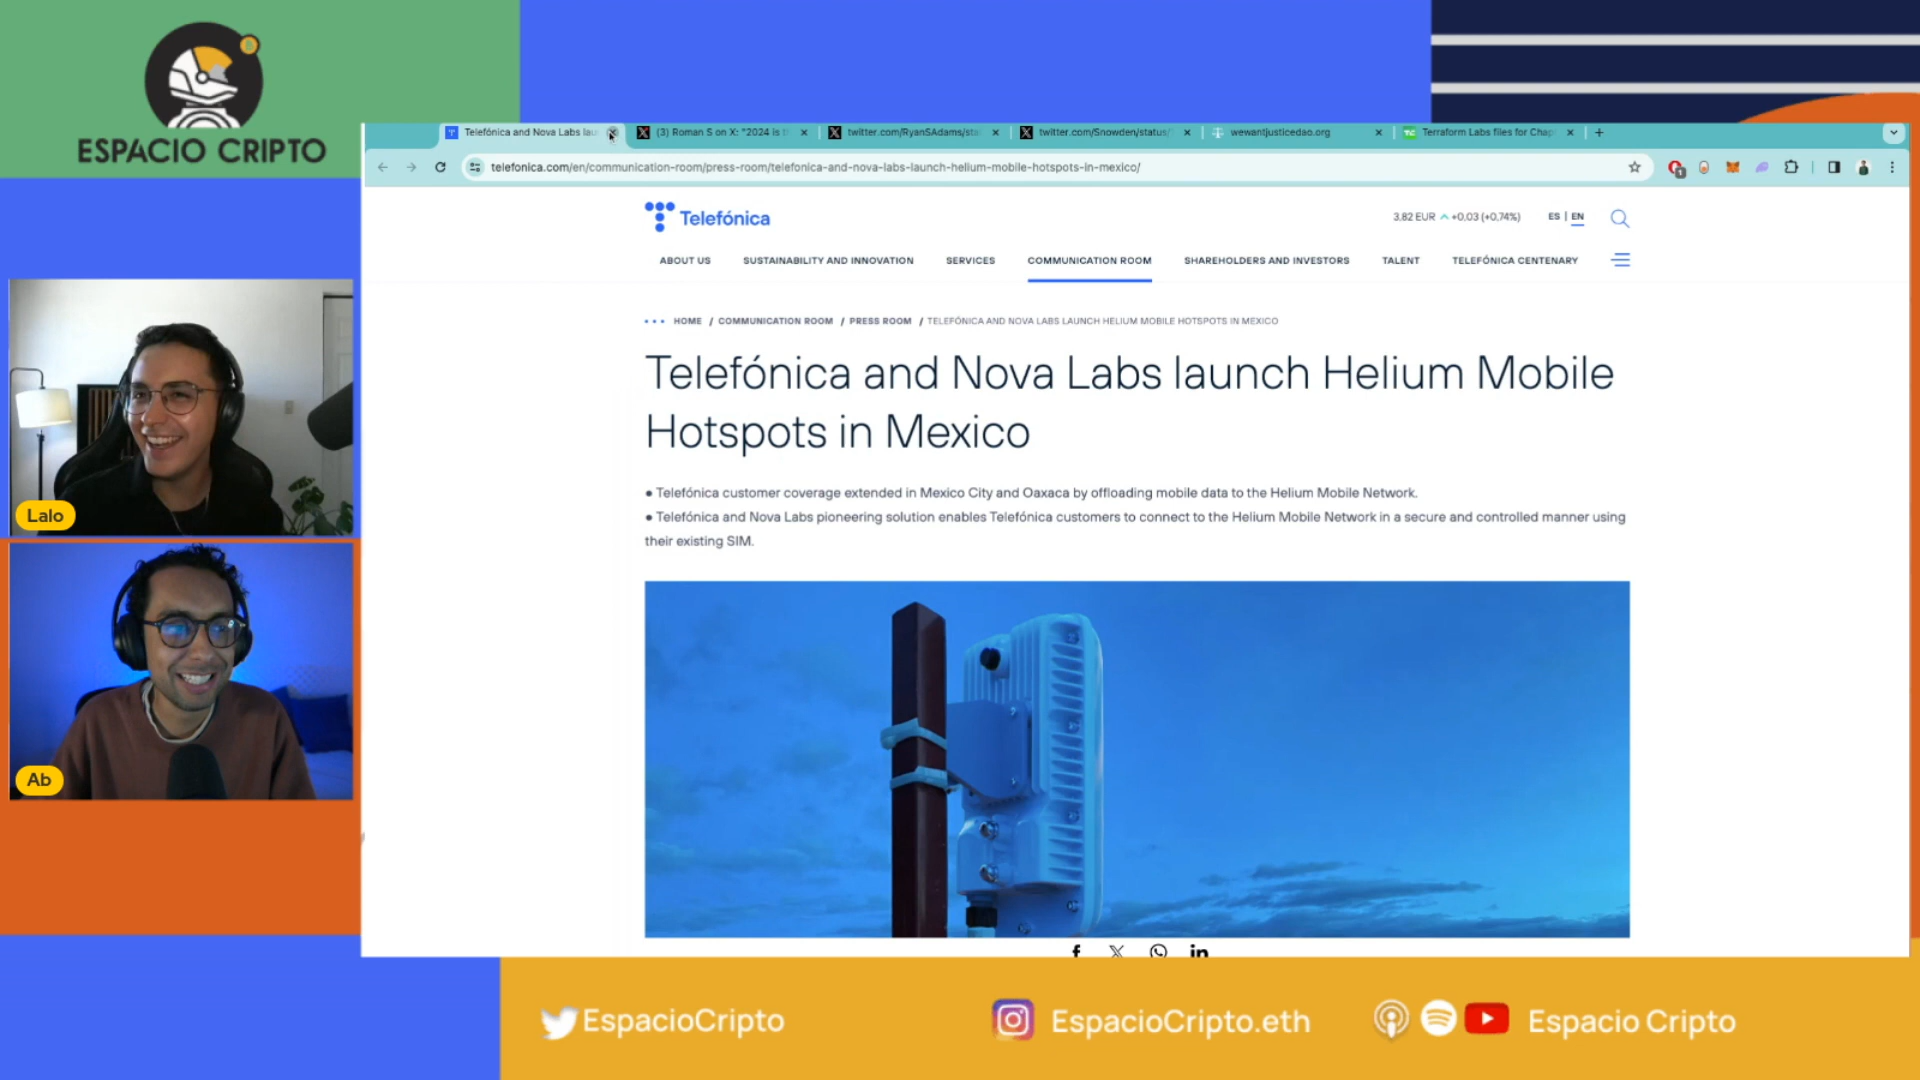 ESPACIO CRIPTO
Telefónica and Nova Labs lau
(3) Roman S on X: "2024 is t
twitter.com/RyanSAdams/sta
twitter.com/Snowden/status/
wewantjusticedao.org
Terraform Labs files for Chap
telefonica.com/en/communication-room/press-room/telefonica-and-nova-labs-launch-helium-mobile-hotspots-in-mexico/
Telefónica
3.82 EUR +0,03 (+0,74%)
ES | EN
ABOUT US
SUSTAINABILITY AND INNOVATION
SERVICES
COMMUNICATION ROOM
SHAREHOLDERS AND INVESTORS
TALENT
TELEFÓNICA CENTENARY
HOME / COMMUNICATION ROOM / PRESS ROOM / TELEFÓNICA AND NOVA LABS LAUNCH HELIUM MOBILE HOTSPOTS IN MEXICO
Telefónica and Nova Labs launch Helium Mobile
Hotspots in Mexico
● Telefónica customer coverage extended in Mexico City and Oaxaca by offloading mobile data to the Helium Mobile Network.
● Telefónica and Nova Labs pioneering solution enables Telefónica customers to connect to the Helium Mobile Network in a secure and controlled manner using
their existing SIM.
Lalo
Ab
EspacioCripto
EspacioCripto.eth
Espacio Cripto